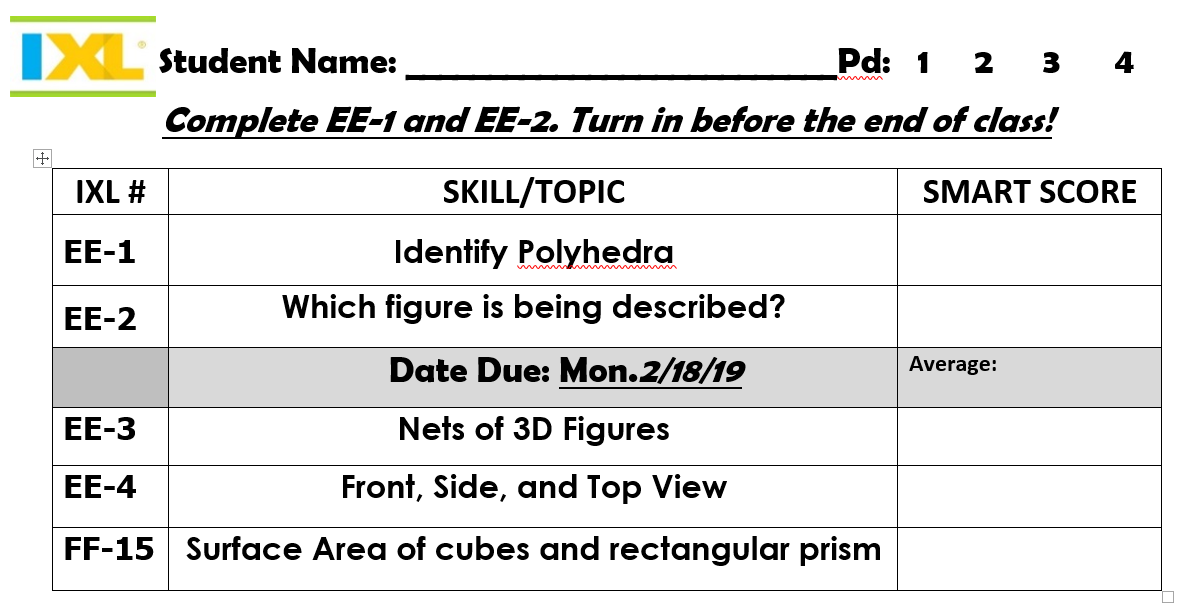 IXL® Student Name: __________________________ Pd: 1 2 3 4
Complete EE-1 and EE-2. Turn in before the end of class!
IXL # SKILL/TOPIC SMART SCORE
EE-1 Identify Polyhedra
EE-2 Which figure is being described?
Date Due: Mon.2/18/19 Average:
EE-3 Nets of 3D Figures
EE-4 Front, Side, and Top View
FF-15 Surface Area of cubes and rectangular prism